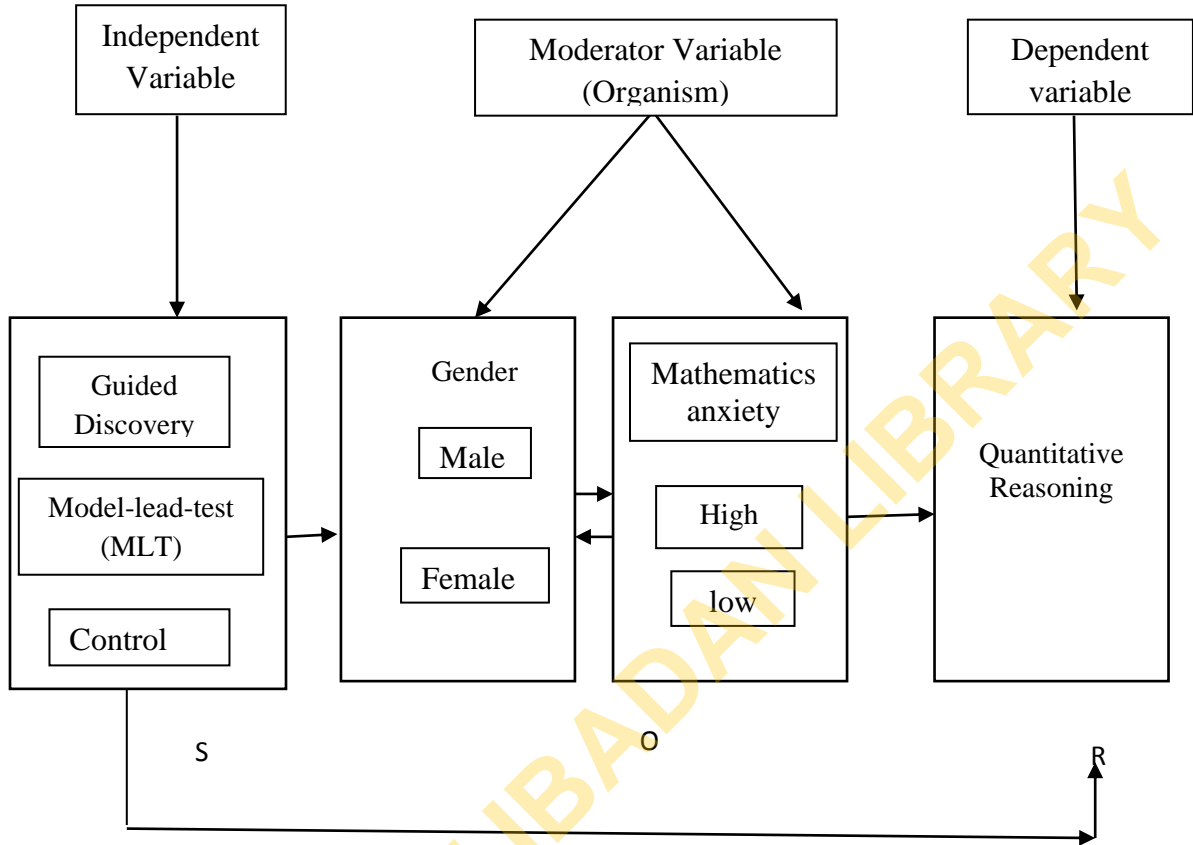 Independent
Variable
Moderator Variable
(Organism)
Dependent
variable
Guided
Discovery
Model-lead-test
(MLT)
Control
Gender
Male
Female
Mathematics
anxiety
High
low
Quantitative
Reasoning
S
O
R
IBADAN LIBRARY